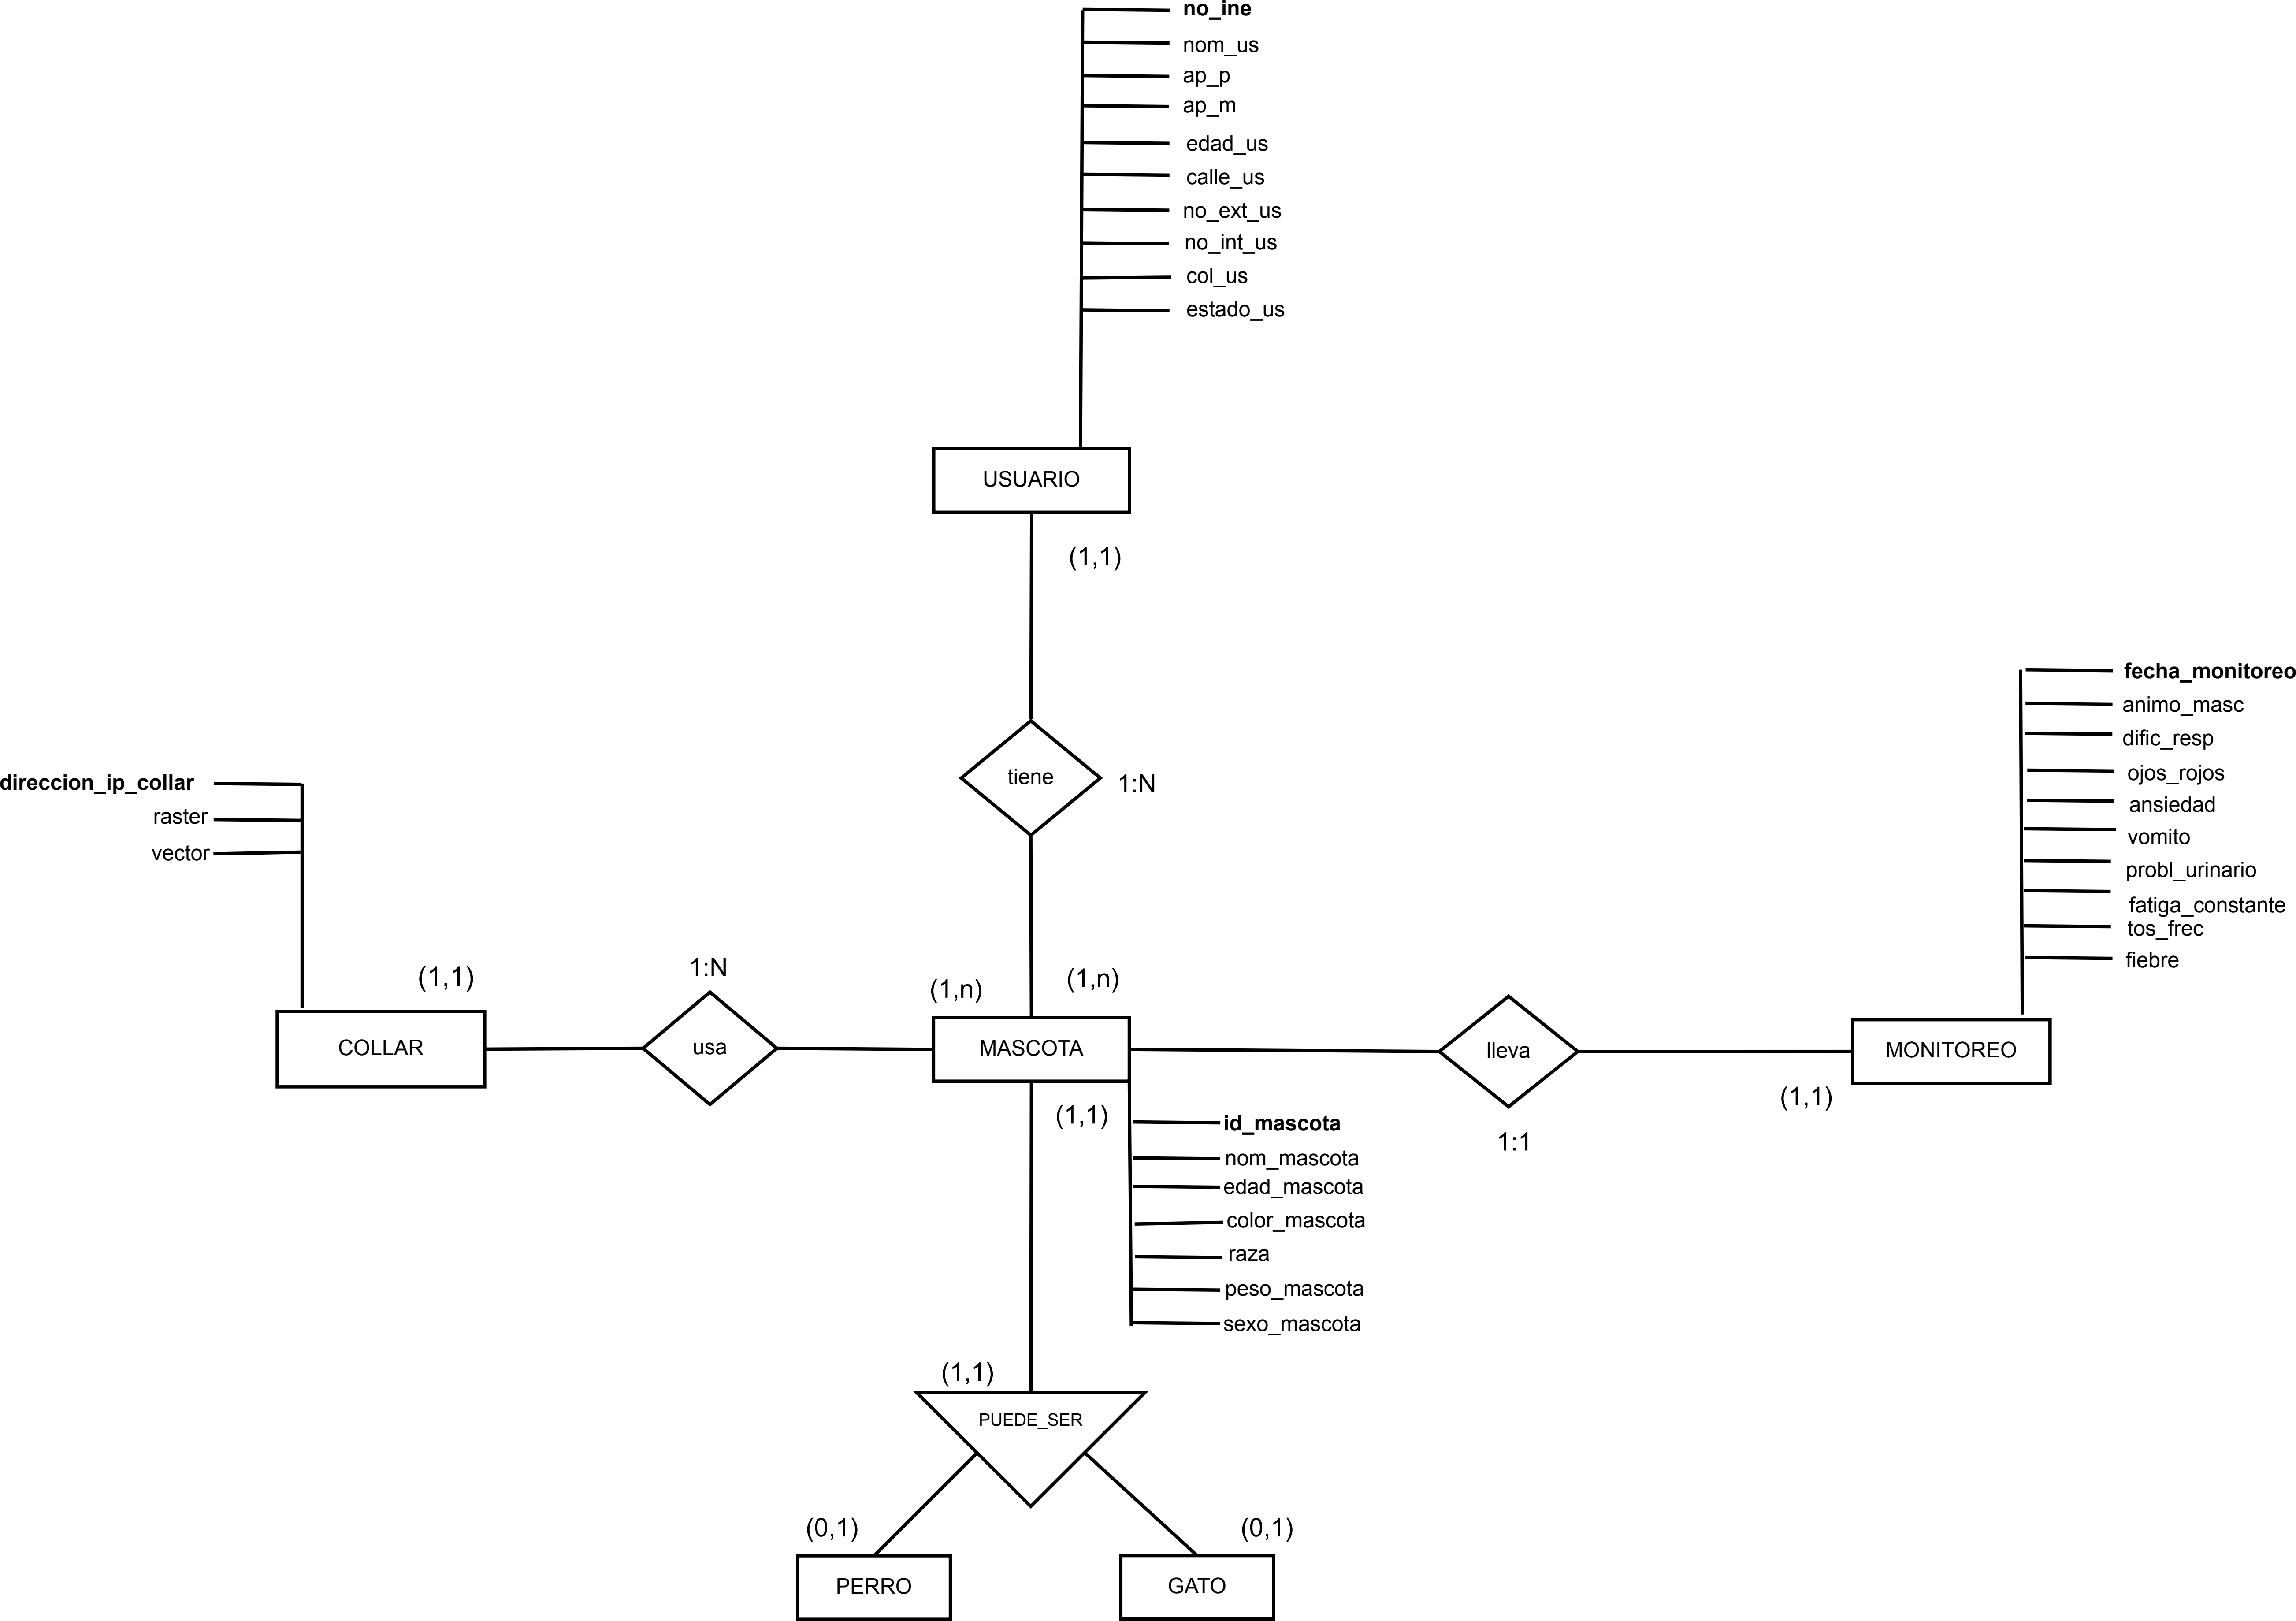 no_ine
nom_us
ap_p
ap_m
edad_us
calle_us
no_ext_us
no_int_us
col_us
estado_us
USUARIO
(1,1)
tiene
1:N
direccion_ip_collar
raster
vector
fecha_monitoreo
animo_masc
dific_resp
ojos_rojos
ansiedad
vomito
probl_urinario
fatiga_constante
tos_frec
fiebre
(1,1)
1:N
(1,n)
(1,n)
COLLAR
usa
MASCOTA
lleva
MONITOREO
(1,1)
(1,1)
1:1
id_mascota
nom_mascota
edad_mascota
color_mascota
raza
peso_mascota
sexo_mascota
(1,1)
PUEDE_SER
(0,1)
(0,1)
PERRO
GATO